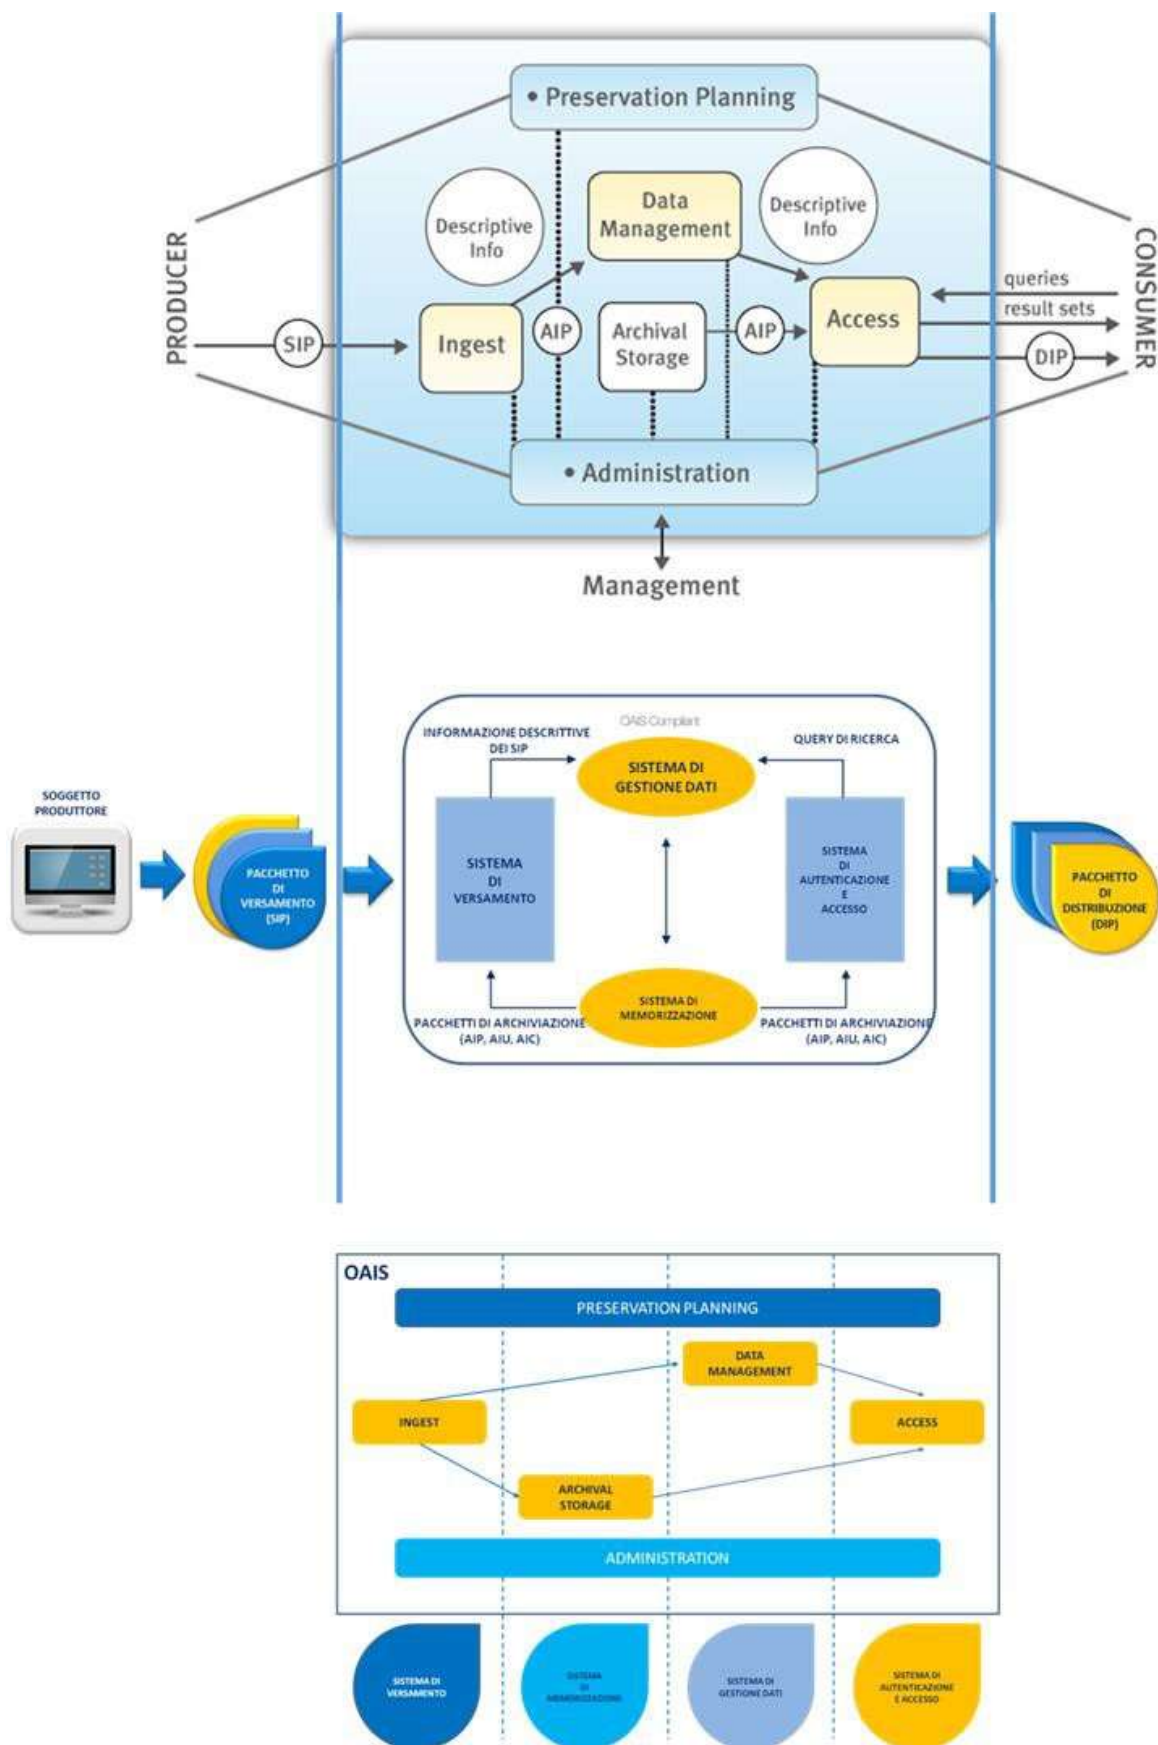 • Preservation Planning
Descriptive
Info
Data
Management
Descriptive
Info
PRODUCER
CONSUMER
SIP
Ingest
AIP
Archival
Storage
AIP
Access
queries
result sets
DIP
• Administration
Management
OAIS Compliant
INFORMAZIONE DESCRITTIVE
DEI SIP
QUERY DI RICERCA
SISTEMA DI
GESTIONE DATI
SOGGETTO
PRODUTTORE
PACCHETTO
DI
VERSAMENTO
(SIP)
SISTEMA
DI
VERSAMENTO
SISTEMA
DI
AUTENTICAZIONE
E
ACCESSO
PACCHETTO
DI
DISTRIBUZIONE
(DIP)
SISTEMA DI
MEMORIZZAZIONE
PACCHETTI DI ARCHIVIAZIONE
(AIP, AIU, AIC)
PACCHETTI DI ARCHIVIAZIONE
(AIP, AIU, AIC)
OAIS
PRESERVATION PLANNING
DATA
MANAGEMENT
INGEST
ACCESS
ARCHIVAL
STORAGE
ADMINISTRATION
SISTEMA DI
VERSAMENTO
SISTEMA
DI
MEMORIZZAZIONE
SISTEMA DI
GESTIONE DATI
SISTEMA DI
AUTENTICAZIONE
E ACCESSO